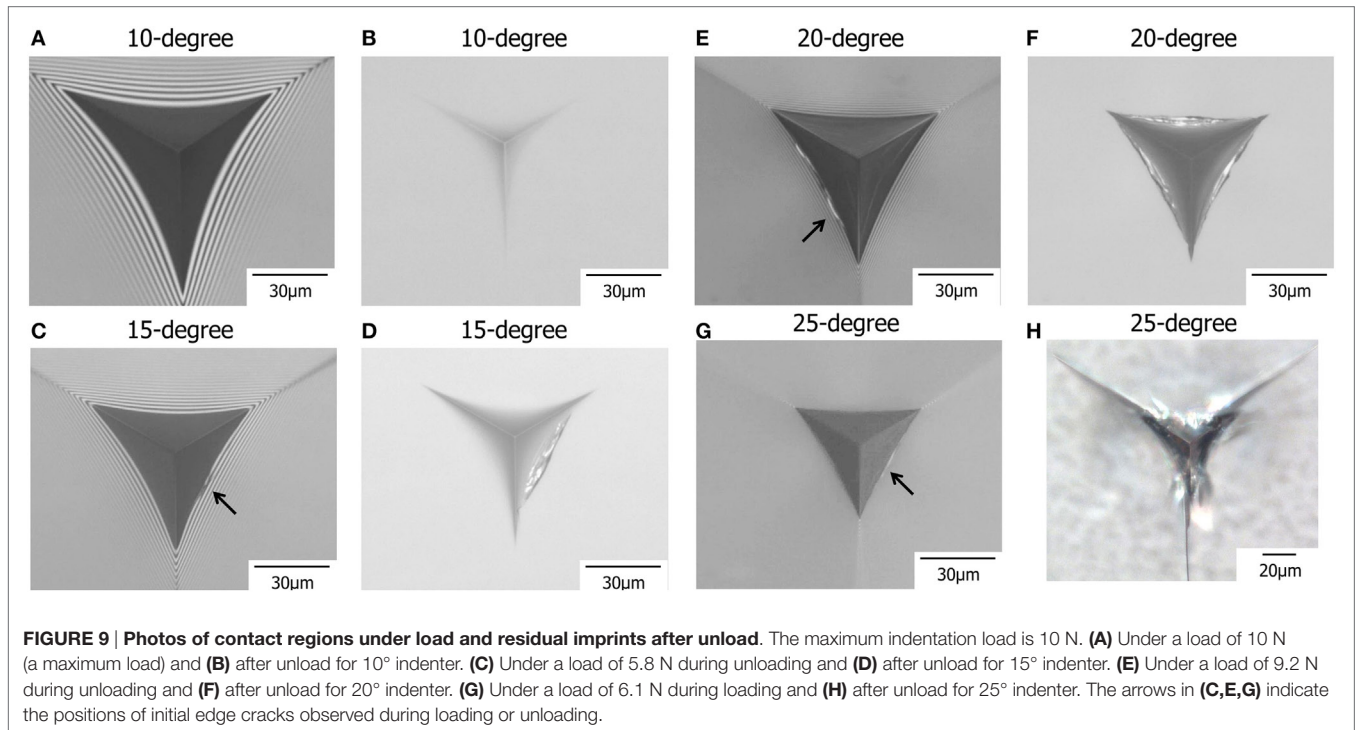 A 10-degree
B 10-degree
E 20-degree
F 20-degree
30μm
30μm
30μm
30μm
C 15-degree
D 15-degree
G 25-degree
H 25-degree
30μm
30μm
30μm
20μm
FIGURE 9 | Photos of contact regions under load and residual imprints after unload. The maximum indentation load is 10 N. (A) Under a load of 10 N
(a maximum load) and (B) after unload for 10° indenter. (C) Under a load of 5.8 N during unloading and (D) after unload for 15° indenter. (E) Under a load of 9.2 N
during unloading and (F) after unload for 20° indenter. (G) Under a load of 6.1 N during loading and (H) after unload for 25° indenter. The arrows in (C,E,G) indicate
the positions of initial edge cracks observed during loading or unloading.